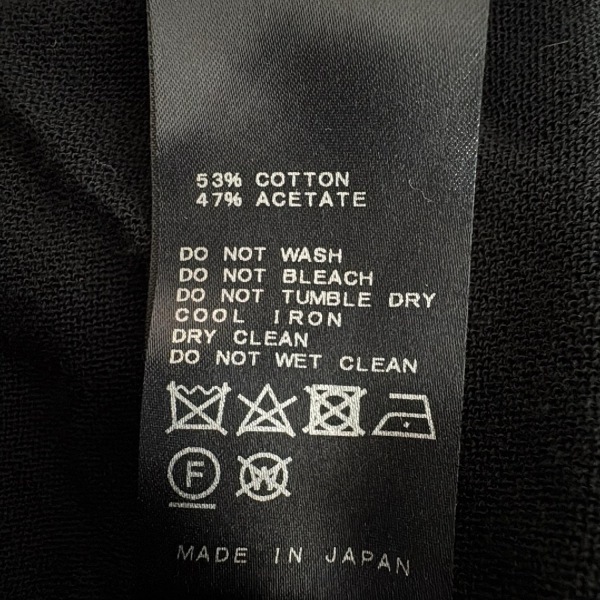 53% COTTON
47% ACETATE
DO NOT WASH
DO NOT BLEACH
DO NOT TUMBLE DRY
COOL IRON
DRY CLEAN
DO NOT WET CLEAN
F W
MADE IN JAPAN